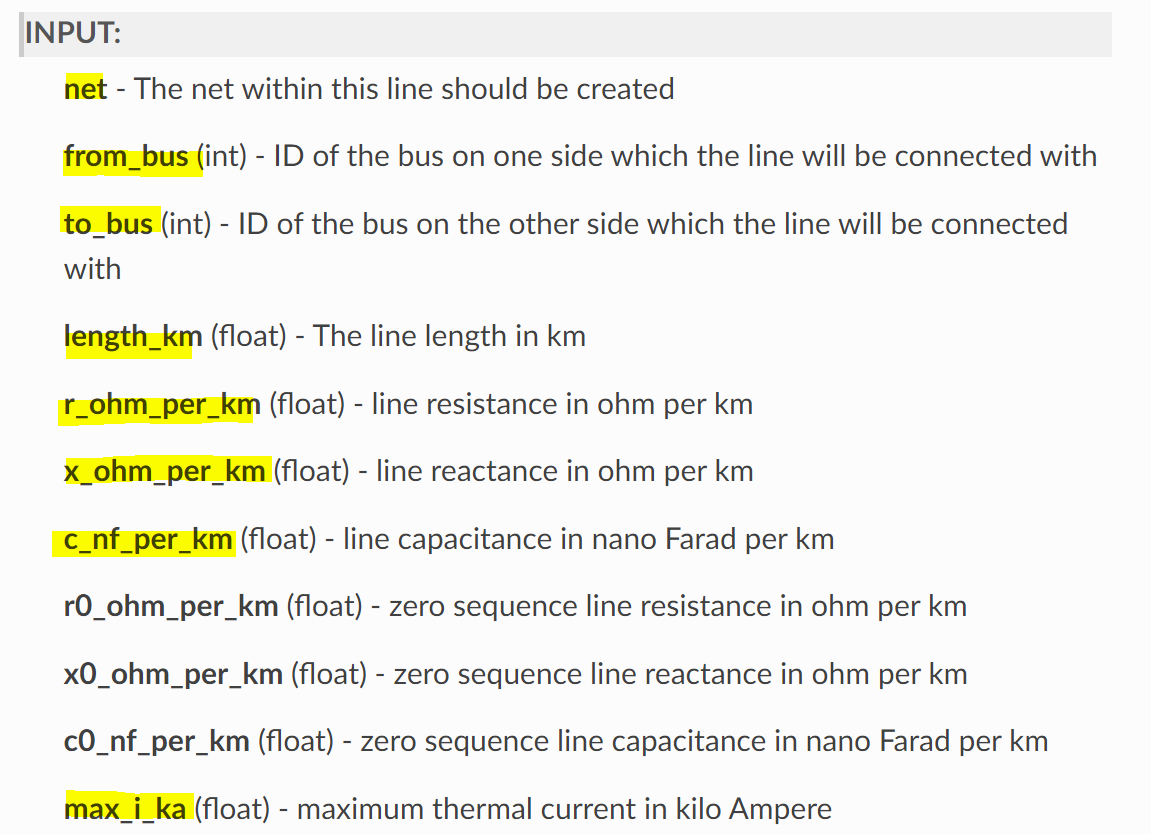 INPUT:
net - The net within this line should be created
from_bus (int) - ID of the bus on one side which the line will be connected with
to_bus (int) - ID of the bus on the other side which the line will be connected
with
length_km (float) - The line length in km
r_ohm_per_km (float) - line resistance in ohm per km
x_ohm_per_km (float) - line reactance in ohm per km
c_nf_per_km (float) - line capacitance in nano Farad per km
r0_ohm_per_km (float) - zero sequence line resistance in ohm per km
x0_ohm_per_km (float) - zero sequence line reactance in ohm per km
c0_nf_per_km (float) - zero sequence line capacitance in nano Farad per km
max_i_ka (float) - maximum thermal current in kilo Ampere